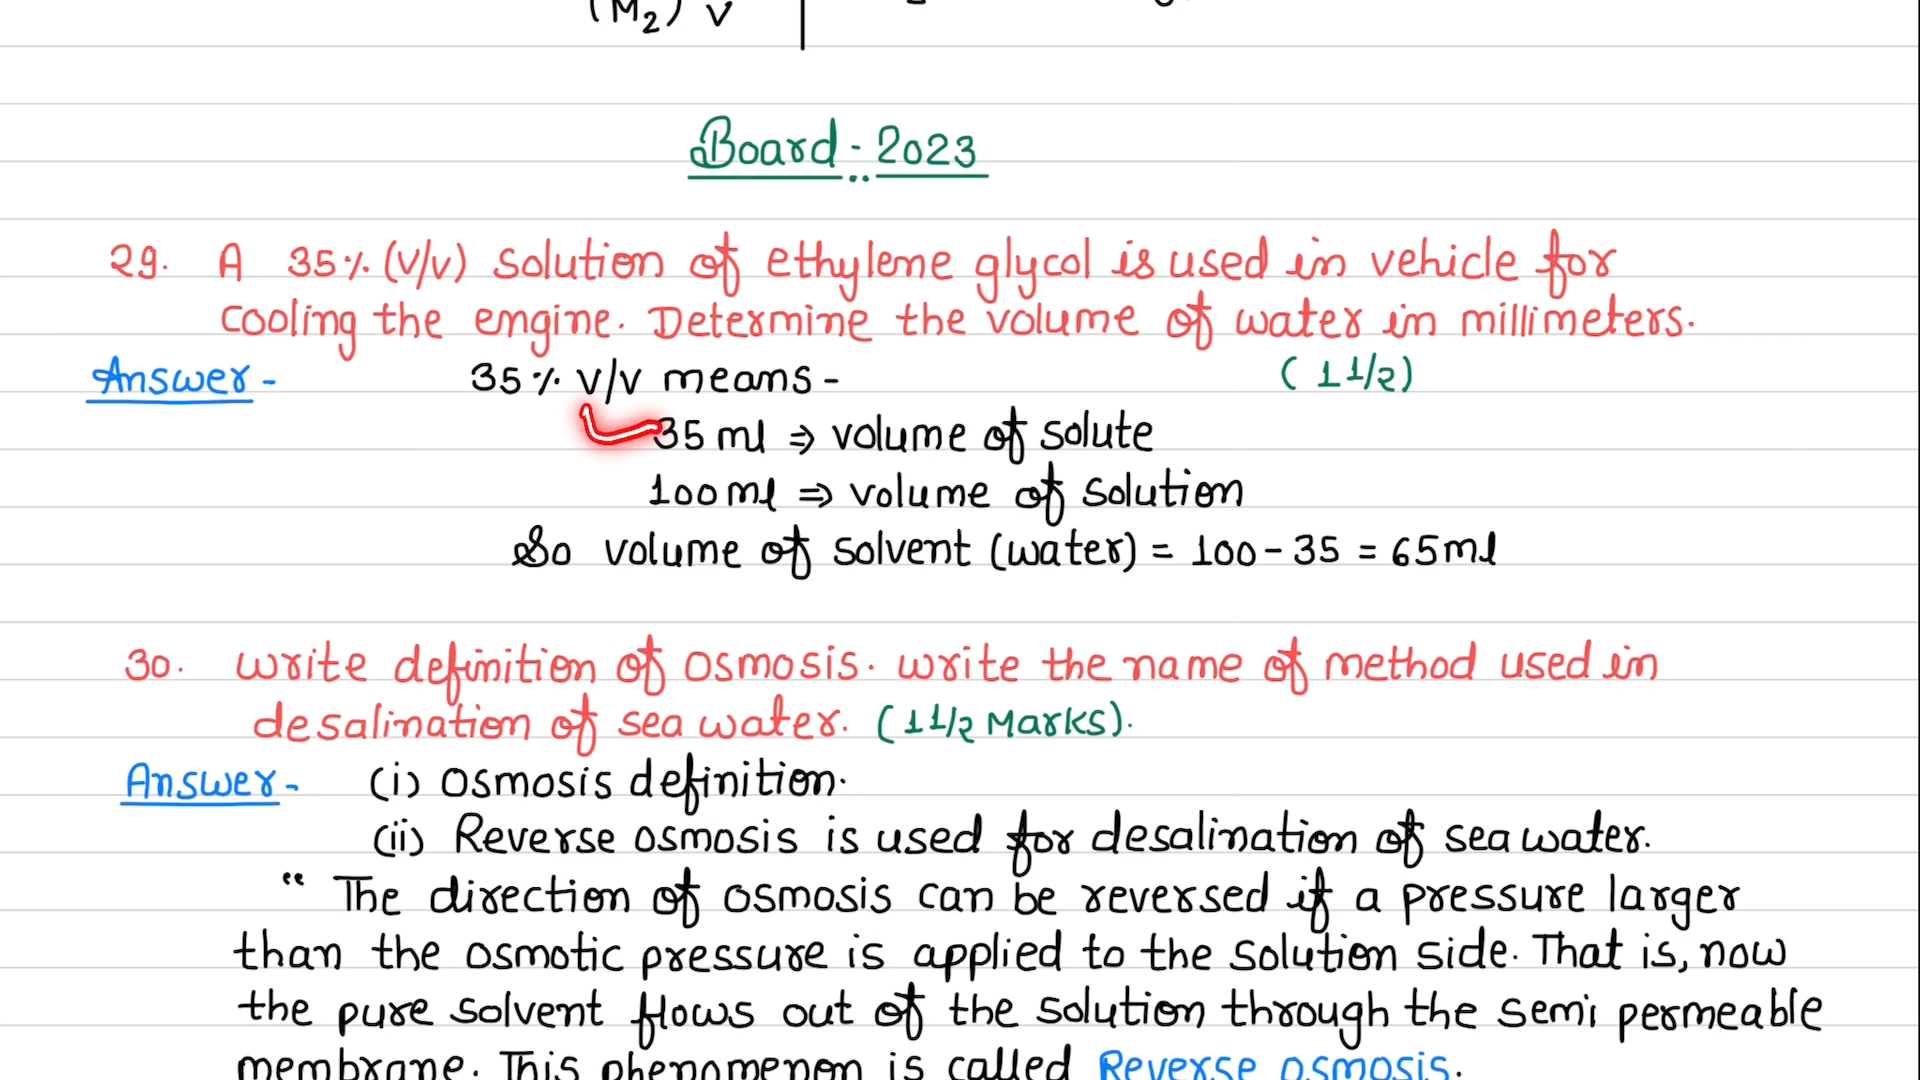 (M2) V
Board - 2023
29. A 35% (V/V) solution of ethylene glycol is used in vehicle for
cooling the engine. Determine the volume of water in millimeters.
Answer - 35% V/V means - (1 1/2)
35 ml ⇒ volume of solute
100 ml ⇒ volume of solution
So volume of solvent (water) = 100 - 35 = 65ml
30. write definition of osmosis. write the name of method used in
desalination of sea water. (1 1/2 Marks).
Answer - (i) Osmosis definition.
(ii) Reverse osmosis is used for desalination of sea water.
“ The direction of osmosis can be reversed if a pressure larger
than the osmotic pressure is applied to the solution side. That is, now
the pure solvent flows out of the solution through the semi permeable
membrane. This phenomenon is called Reverse osmosis.